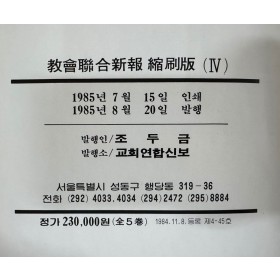 敎會聯合新報 縮刷版 (Ⅳ)
1985년 7월 15일 인쇄
1985년 8월 20일 발행
발행인/ 조 두 금
발행소/ 교회연합신보
서울특별시 성동구 행당동 319－36
전화 (292) 4033, 4034 (294)2472 (295)8884
정가 230,000원 (全 5 卷) 1964. 11. 8. 등록 제4-45호